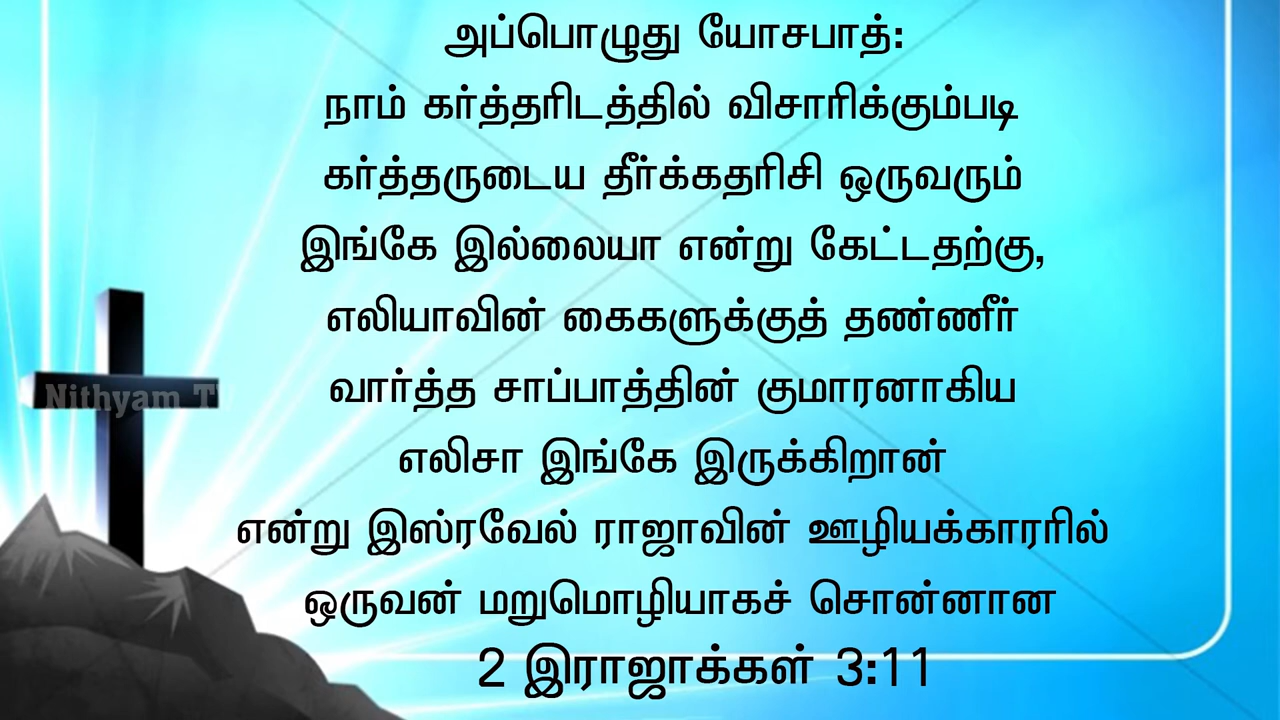 அப்பொழுது யோசபாத்:
நாம் கர்த்தரிடத்தில் விசாரிக்கும்படி
கர்த்தருடைய தீர்க்கதரிசி ஒருவரும்
இங்கே இல்லையா என்று கேட்டதற்கு,
எலியாவின் கைகளுக்குத் தண்ணீர்
வார்த்த சாப்பாத்தின் குமாரனாகிய
எலிசா இங்கே இருக்கிறான்
என்று இஸ்ரவேல் ராஜாவின் ஊழியக்காரரில்
ஒருவன் மறுமொழியாகச் சொன்னான
2 இராஜாக்கள் 3:11
Nithyam T